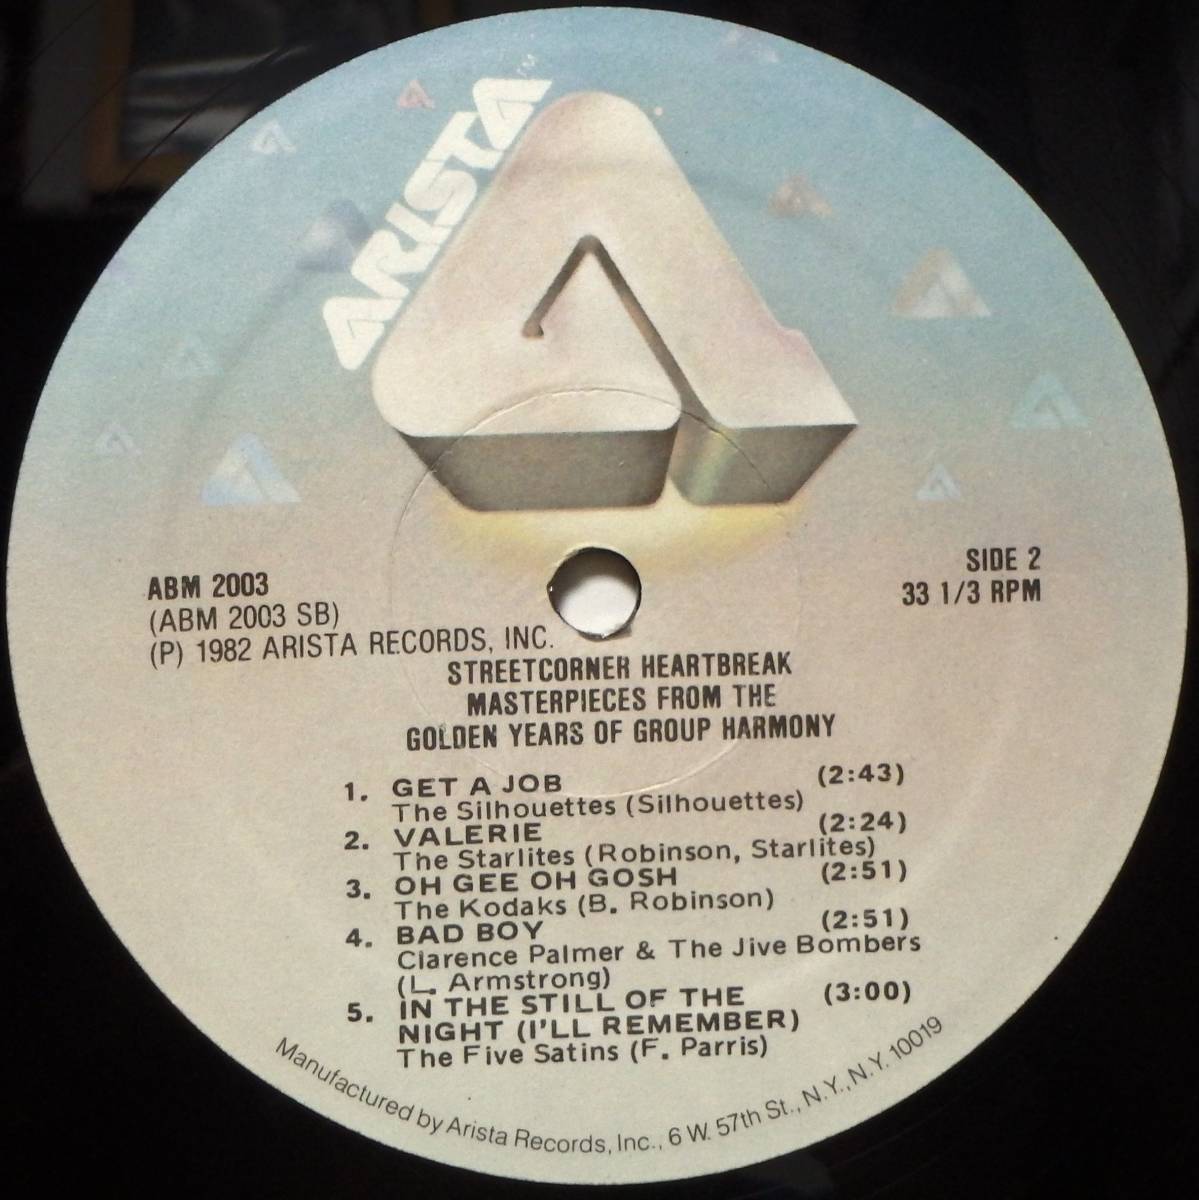 ARISTA™
ABM 2003
(ABM 2003 SB)
(P) 1982 ARISTA RECORDS, INC.
SIDE 2
33 1/3 RPM
STREETCORNER HEARTBREAK
MASTERPIECES FROM THE
GOLDEN YEARS OF GROUP HARMONY
1. GET A JOB (2:43)
The Silhouettes (Silhouettes)
2. VALERIE (2:24)
The Starlites (Robinson, Starlites)
3. OH GEE OH GOSH (2:51)
The Kodaks (B. Robinson)
4. BAD BOY (2:51)
Clarence Palmer & The Jive Bombers
(L. Armstrong)
5. IN THE STILL OF THE (3:00)
NIGHT (I'LL REMEMBER)
The Five Satins (F. Parris)
Manufactured by Arista Records, Inc., 6 W. 57th St., N.Y., N.Y. 10019